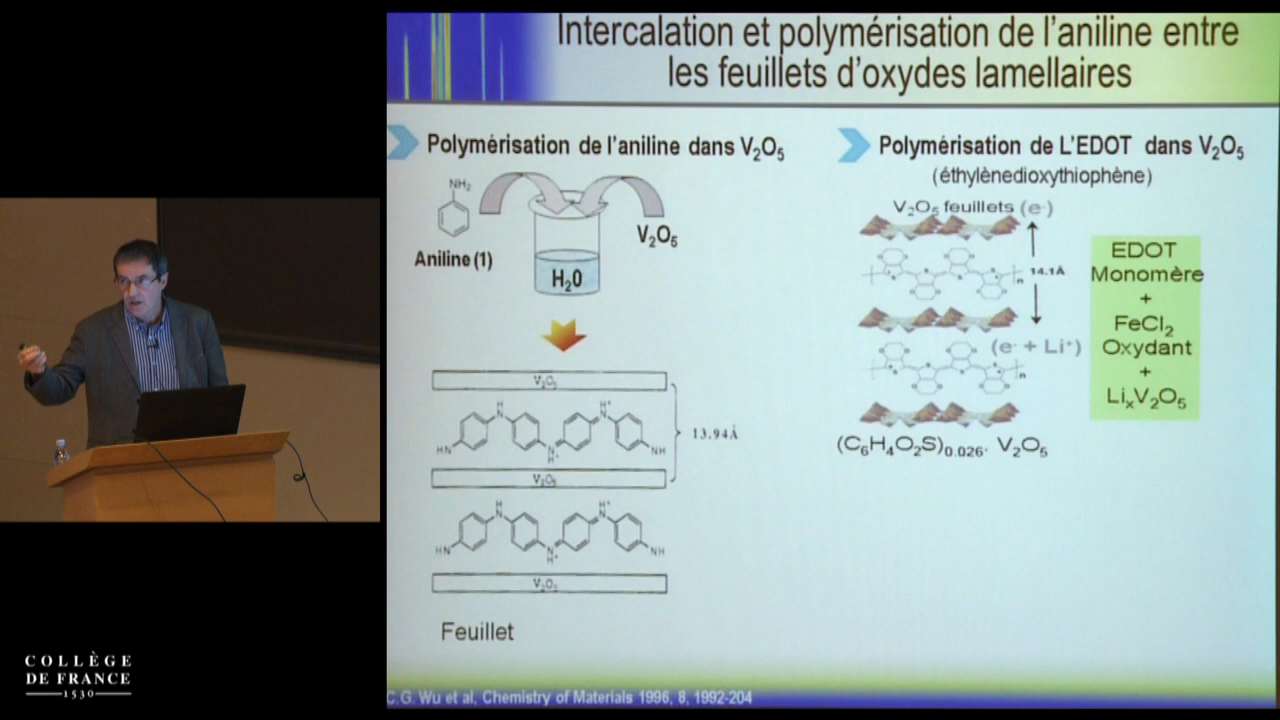 Intercalation et polymérisation de l'aniline entre
les feuillets d'oxydes lamellaires
Polymérisation de l'aniline dans V₂O₅
NH₂
Aniline (1)
V₂O₅
H₂O
V₂O₅
H
H⁺
HN
N
N
N
H⁺
NH
13.94Å
V₂O₅
H
H⁺
HN
N
N
N
H⁺
NH
V₂O₅
Feuillet
Polymérisation de L'EDOT dans V₂O₅
(éthylènedioxythiophène)
V₂O₅ feuillets (e⁻)
14.1Å
n
(e⁻ + Li⁺)
n
(C₆H₄O₂S)₀.₀₂₆. V₂O₅
EDOT
Monomère
+
FeCl₂
Oxydant
+
LiₓV₂O₅
C.G. Wu et al, Chemistry of Materials 1996, 8, 1992-204
COLLÈGE
DE FRANCE
1530